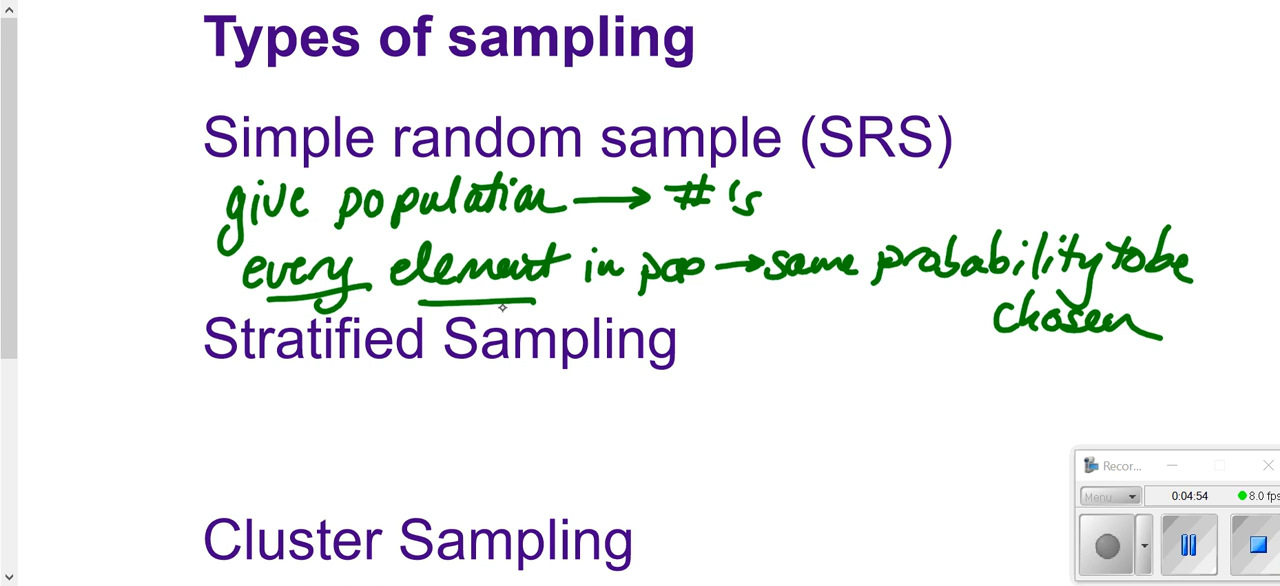 Types of sampling
Simple random sample (SRS)
give population → #'s
every element in pop → same probability to be
chosen
Stratified Sampling
Cluster Sampling
Recor...
Menu
0:04:54
8.0 fps